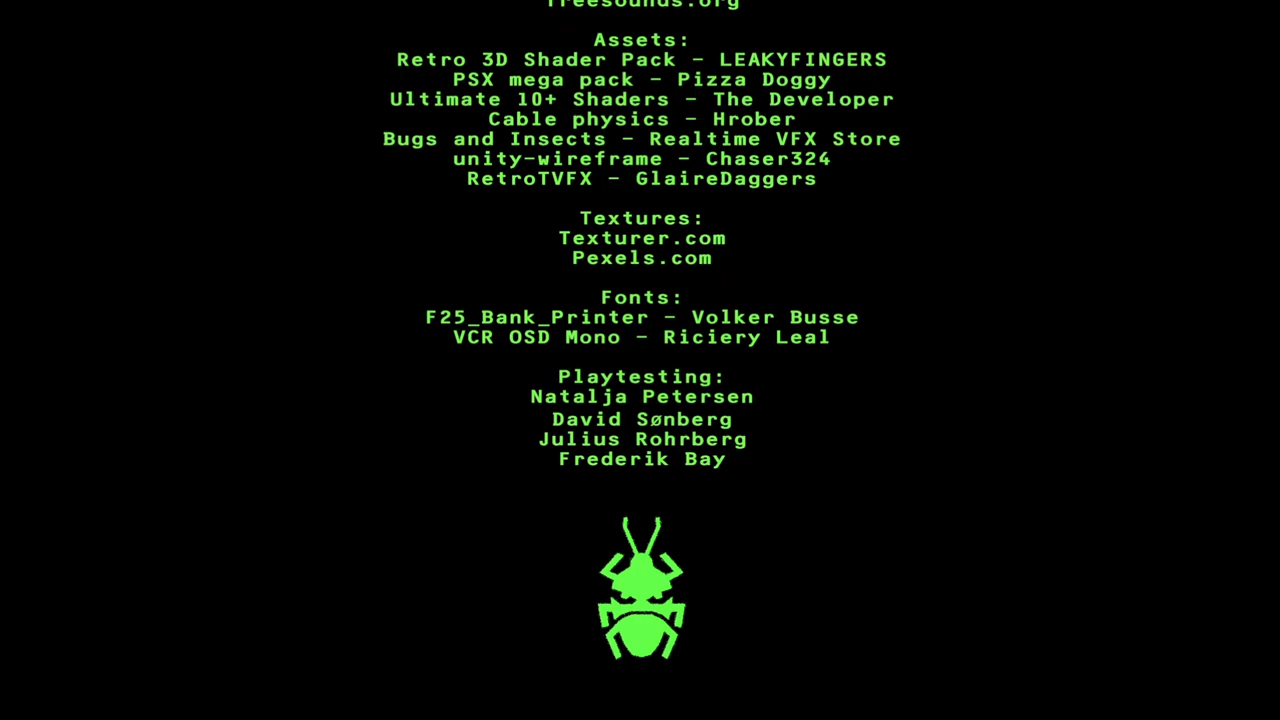 freesounds.org
Assets:
Retro 3D Shader Pack - LEAKYFINGERS
PSX mega pack - Pizza Doggy
Ultimate 10+ Shaders - The Developer
Cable physics - Hrober
Bugs and Insects - Realtime VFX Store
unity-wireframe - Chaser324
RetroTVFX - GlaireDaggers
Textures:
Texturer.com
Pexels.com
Fonts:
F25_Bank_Printer - Volker Busse
VCR OSD Mono - Riciery Leal
Playtesting:
Natalja Petersen
David Sønberg
Julius Rohrberg
Frederik Bay